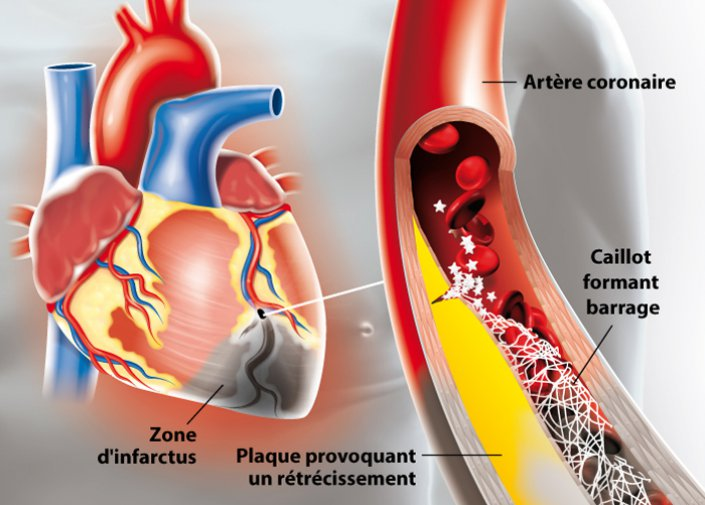 Artère coronaire
Caillot
formant
barrage
Zone
d'infarctus
Plaque provoquant
un rétrécissement